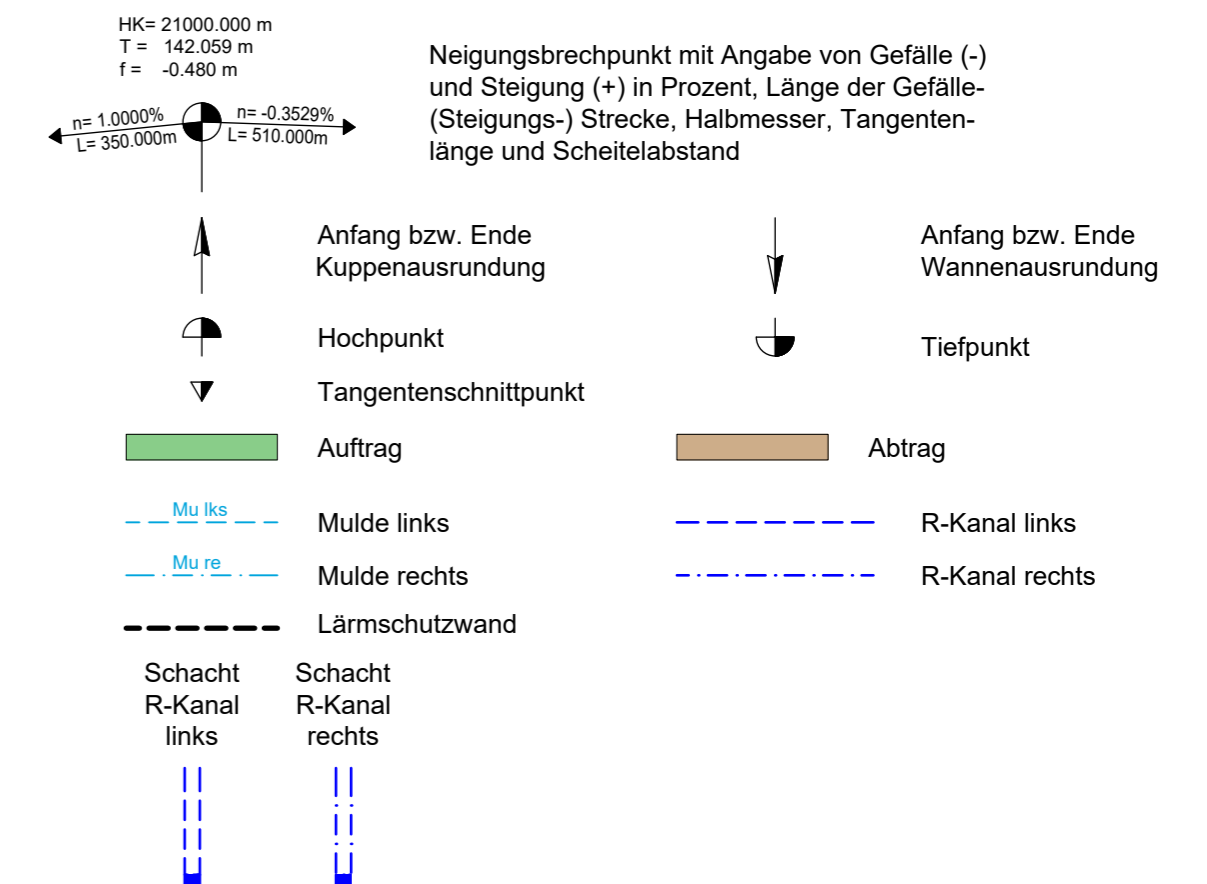 HK= 21000.000 m
T = 142.059 m
f = -0.480 m
n= 1.0000%
L= 350.000m
n= -0.3529%
L= 510.000m
Neigungsbrechpunkt mit Angabe von Gefälle (-)
und Steigung (+) in Prozent, Länge der Gefälle-
(Steigungs-) Strecke, Halbmesser, Tangenten-
länge und Scheitelabstand
Anfang bzw. Ende
Kuppenausrundung
Anfang bzw. Ende
Wannenausrundung
Hochpunkt
Tiefpunkt
Tangentenschnittpunkt
Auftrag
Abtrag
Mu lks
Mulde links
R-Kanal links
Mu re
Mulde rechts
R-Kanal rechts
Lärmschutzwand
Schacht
R-Kanal
links
Schacht
R-Kanal
rechts